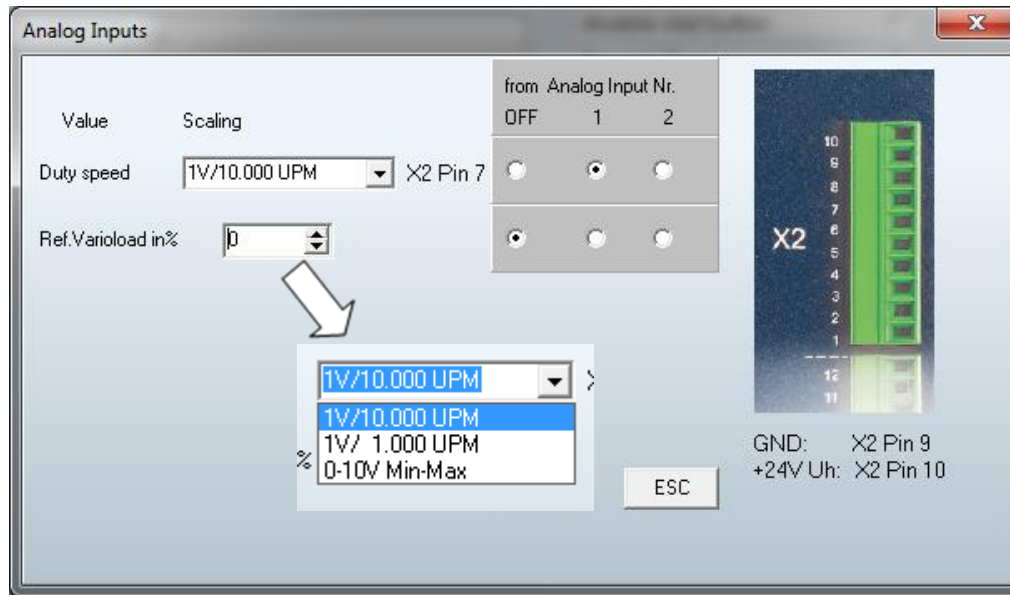 Analog Inputs
from Analog Input Nr.
Value Scaling OFF 1 2
Duty speed 1V/10.000 UPM X2 Pin 7
Ref.Varioload in% 0
X2
10
9
8
7
6
5
4
3
2
1
12
11
1V/10.000 UPM
1V/10.000 UPM
1V/ 1.000 UPM
% 0-10V Min-Max
ESC
GND: X2 Pin 9
+24V Uh: X2 Pin 10